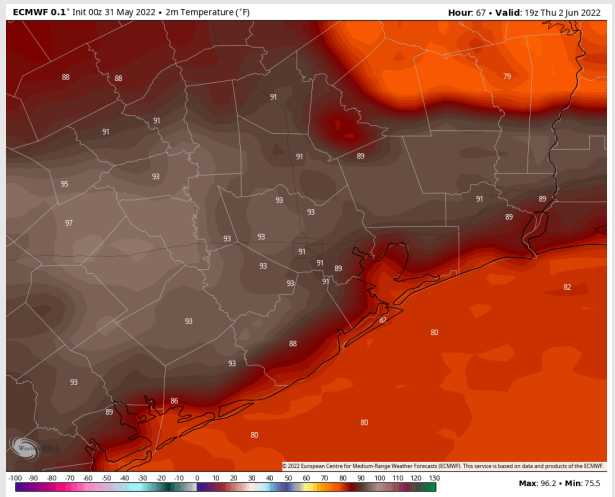 ECMWF 0.1° Init 00z 31 May 2022 • 2m Temperature (°F)
Hour: 67 • Valid: 19z Thu 2 Jun 2022
88 88 79
91
91 91
91 89
95 93
97 93 93 91 89 89
93 93 91
93 91 89
93 91
82
93 82 80
88
93
93
89 86
80 80
© 2022 European Centre for Medium-Range Weather Forecasts (ECMWF). This service is based on data and products of the ECMWF.
-100 -90 -80 -70 -60 -50 -40 -30 -20 -10 0 10 20 30 40 50 60 70 80 90 100 110 120 130
Max: 96.2 • Min: 75.5